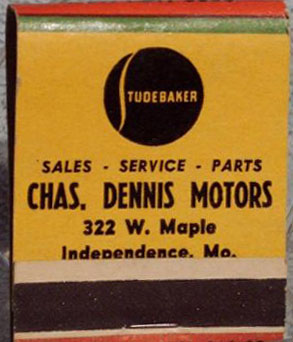 STUDEBAKER
SALES - SERVICE - PARTS
CHAS. DENNIS MOTORS
322 W. Maple
Independence, Mo.